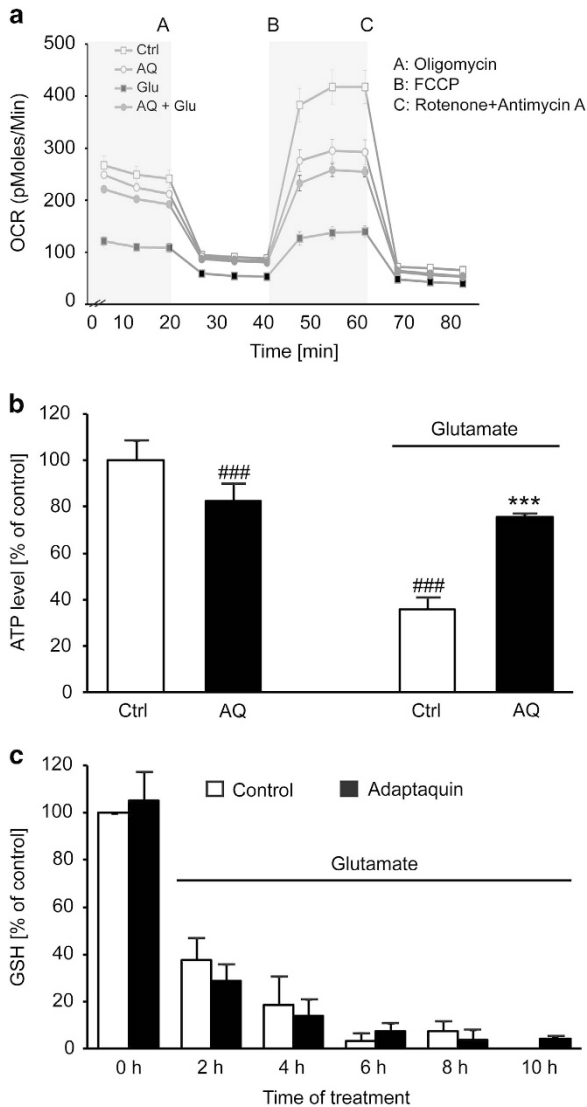 a
A B C
500
400
300
200
100
0
OCR (pMoles/Min)
Ctrl
AQ
Glu
AQ + Glu
A: Oligomycin
B: FCCP
C: Rotenone+Antimycin A
0 10 20 30 40 50 60 70 80
Time [min]
b
120
100
80
60
40
20
0
ATP level [% of control]
Glutamate
###
###
***
Ctrl AQ Ctrl AQ
c
120
100
80
60
40
20
0
GSH [% of control]
Control Adaptaquin
Glutamate
0 h 2 h 4 h 6 h 8 h 10 h
Time of treatment